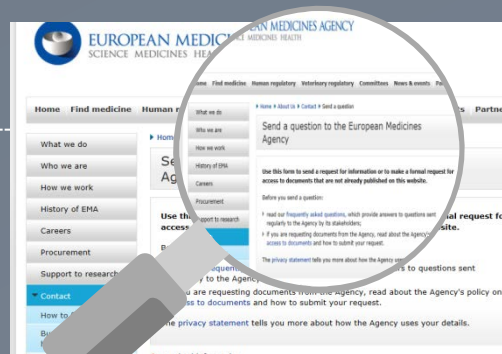 EUROPEAN MEDIC
SCIENCE MEDICINES HEA
EAN MEDICINES AGENCY
MEDICINES HEALTH
Home Find medicine Human regulatory Veterinary regulatory Committees News & events
Home Find medicine Human
Partne
Home About Us Contact Send a question
What we do
Who we are
How we work
History of EMA
Careers
Procurement
Support to research
Send a question to the European Medicines
Agency
Use this form to send a request for information or to make a formal request for
access to documents that are not already published on this website.
Before you send a question:
read our frequently asked questions, which provide answers to questions sent
regularly to the Agency by its stakeholders;
if you are requesting documents from the Agency, read about the Agency's
access to documents and how to submit your request.
The privacy statement tells you more about how the Agency uses
What we do
Who we are
How we work
History of EMA
Careers
Procurement
Support to research
Contact
How to
Hom
Se
Ag
Use th
access
al request fo
site.
ers to questions sent
y to the Agency
are requesting documents from the Agency, read about the Agency's policy on
ess to documents and how to submit your request.
privacy statement tells you more about how the Agency uses your details.